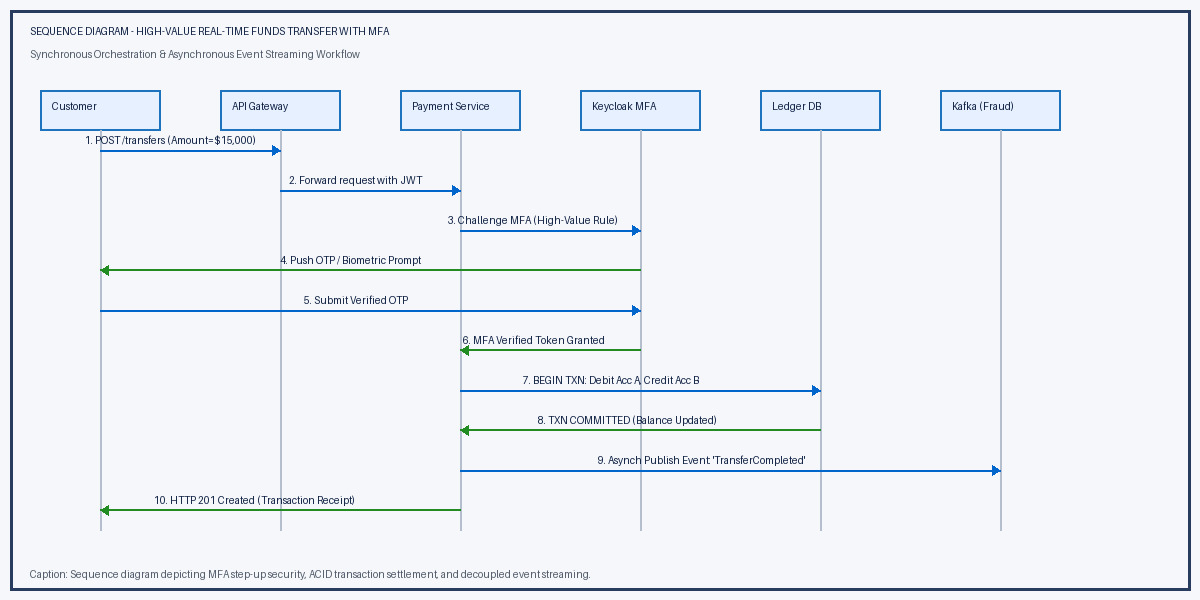 SEQUENCE DIAGRAM - HIGH-VALUE REAL-TIME FUNDS TRANSFER WITH MFA
Synchronous Orchestration & Asynchronous Event Streaming Workflow
Customer
API Gateway
Payment Service
Keycloak MFA
Ledger DB
Kafka (Fraud)
1. POST /transfers (Amount=$15,000)
2. Forward request with JWT
3. Challenge MFA (High-Value Rule)
4. Push OTP / Biometric Prompt
5. Submit Verified OTP
6. MFA Verified Token Granted
7. BEGIN TXN: Debit Acc A, Credit Acc B
8. TXN COMMITTED (Balance Updated)
9. Asynch Publish Event 'TransferCompleted'
10. HTTP 201 Created (Transaction Receipt)
Caption: Sequence diagram depicting MFA step-up security, ACID transaction settlement, and decoupled event streaming.